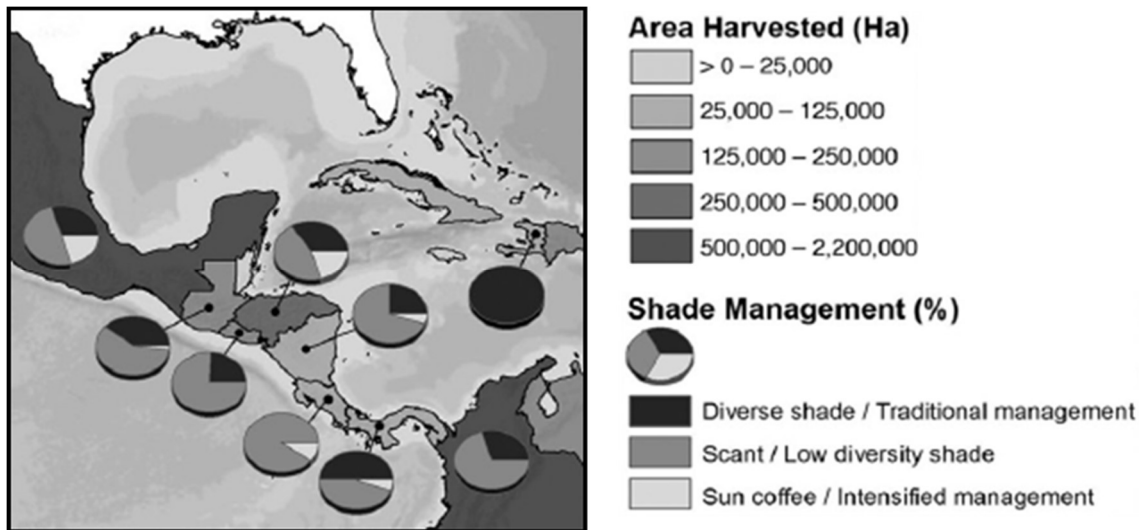 Area Harvested (Ha)
> 0 – 25,000
25,000 – 125,000
125,000 – 250,000
250,000 – 500,000
500,000 – 2,200,000
Shade Management (%)
Diverse shade / Traditional management
Scant / Low diversity shade
Sun coffee / Intensified management